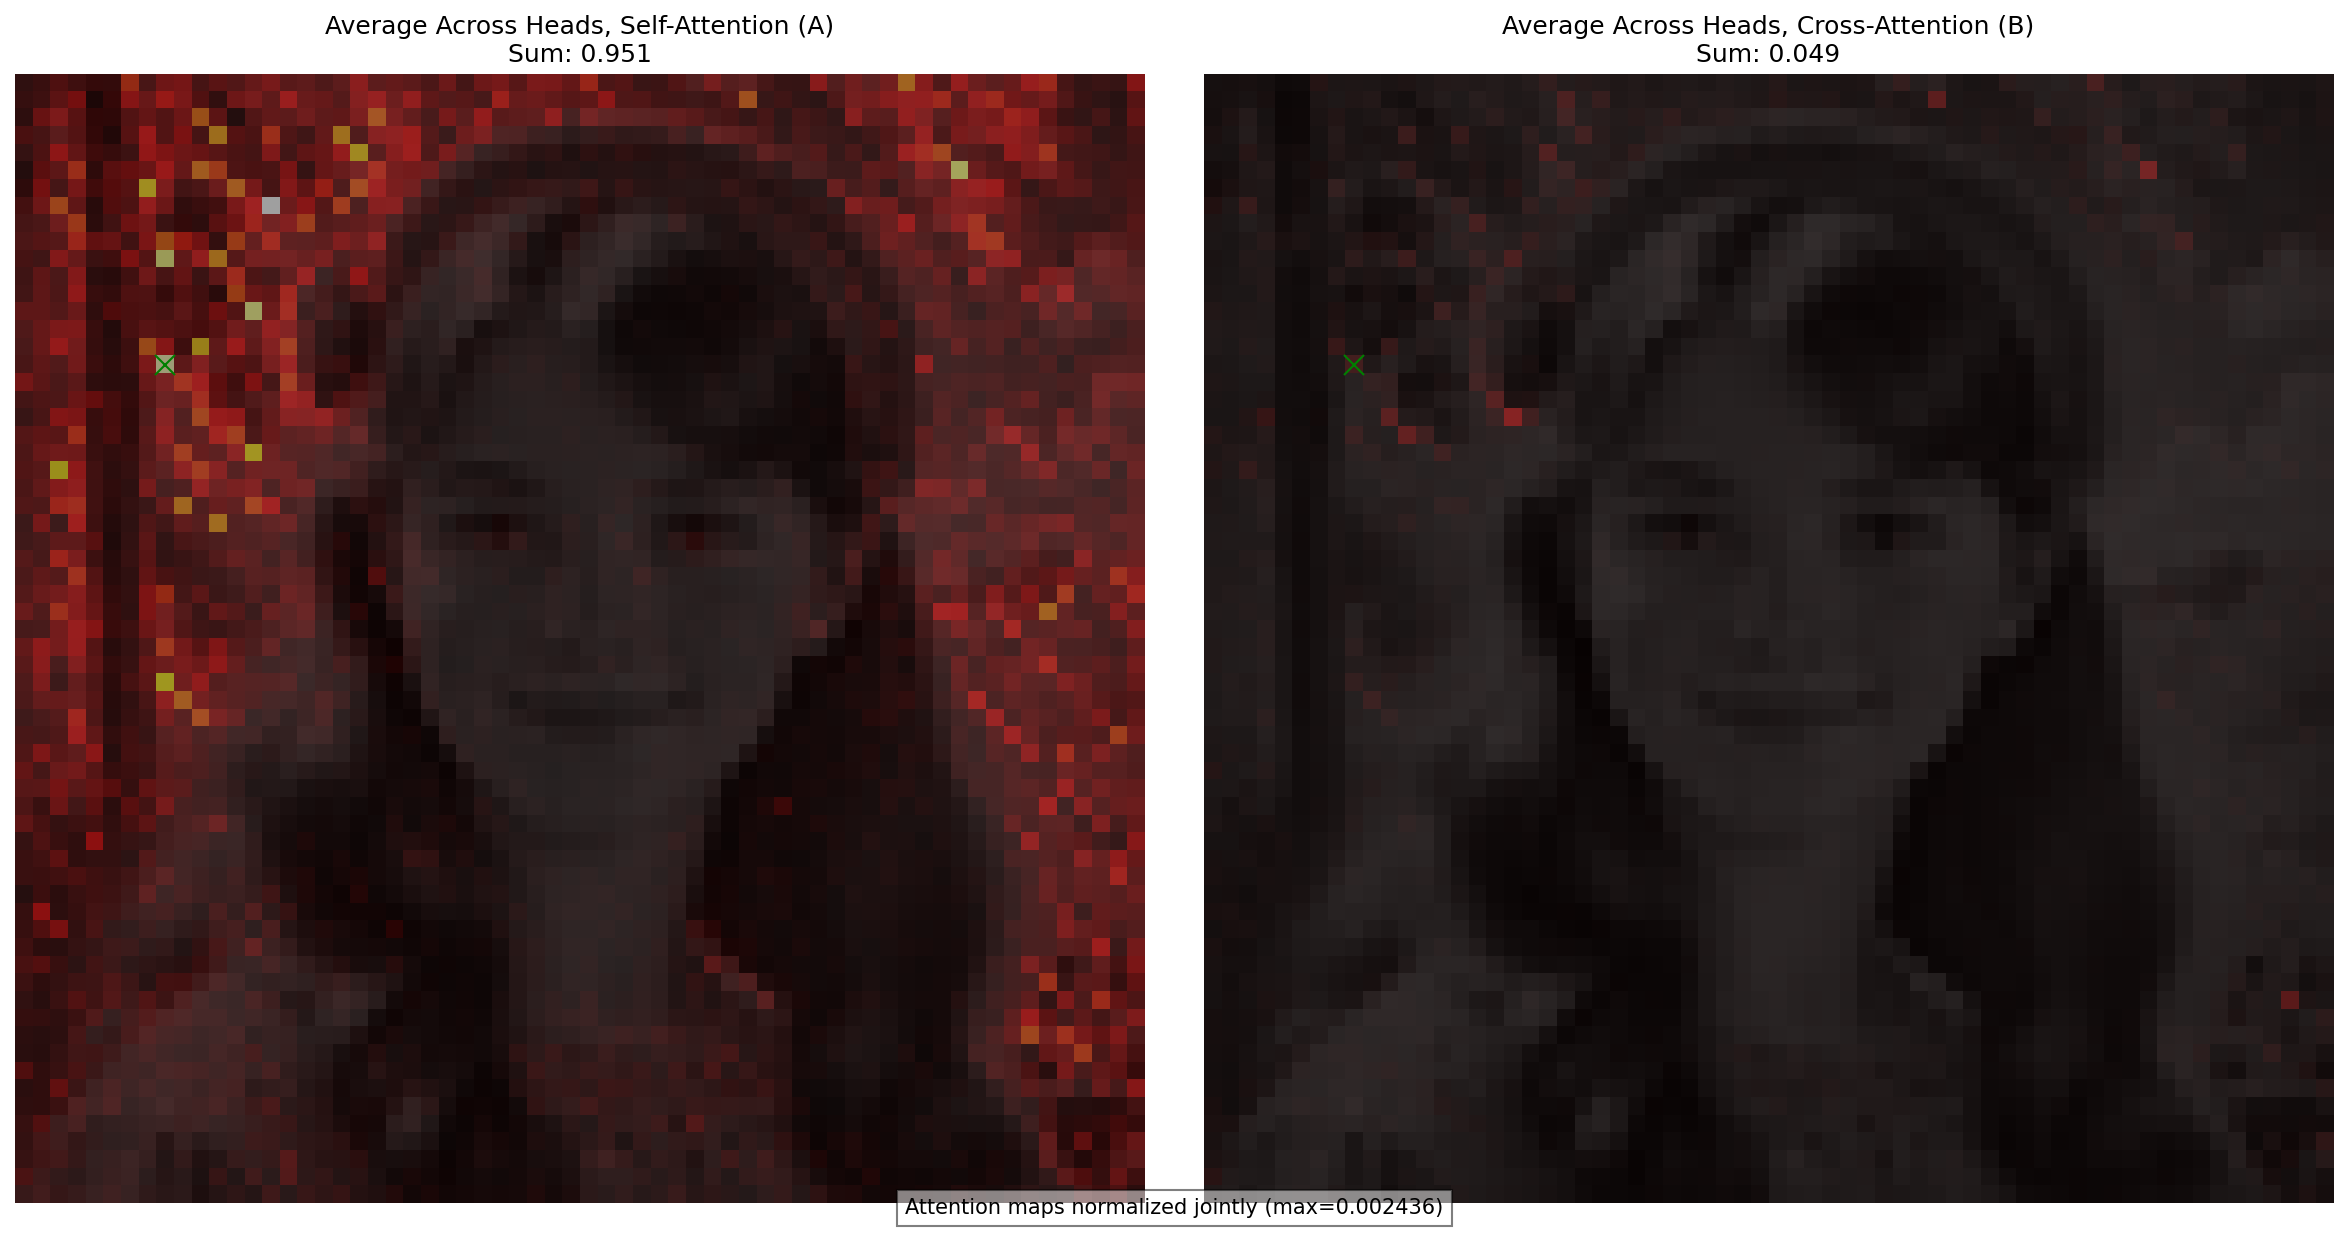 Average Across Heads, Self-Attention (A)
Sum: 0.951
Average Across Heads, Cross-Attention (B)
Sum: 0.049
Attention maps normalized jointly (max=0.002436)